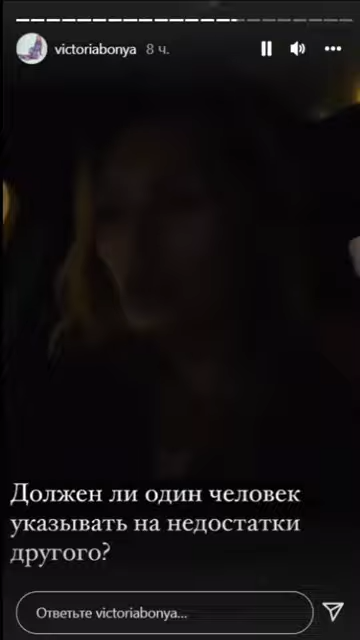 victoriabonya 8 ч.
Должен ли один человек
указывать на недостатки
другого?
Ответьте victoriabonya...